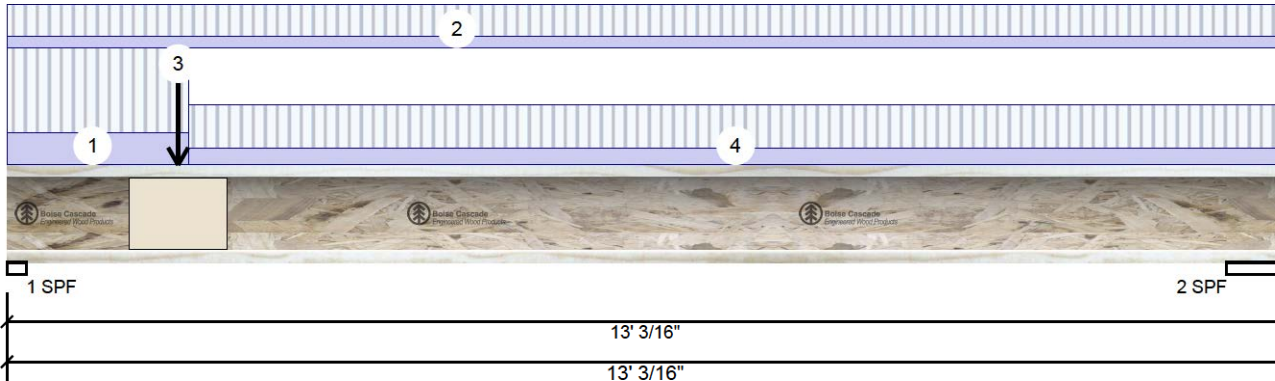 2
3
1
4
Boise Cascade
Engineered Wood Products
Boise Cascade
Engineered Wood Products
Boise Cascade
Engineered Wood Products
1 SPF
2 SPF
13' 3/16"
13' 3/16"